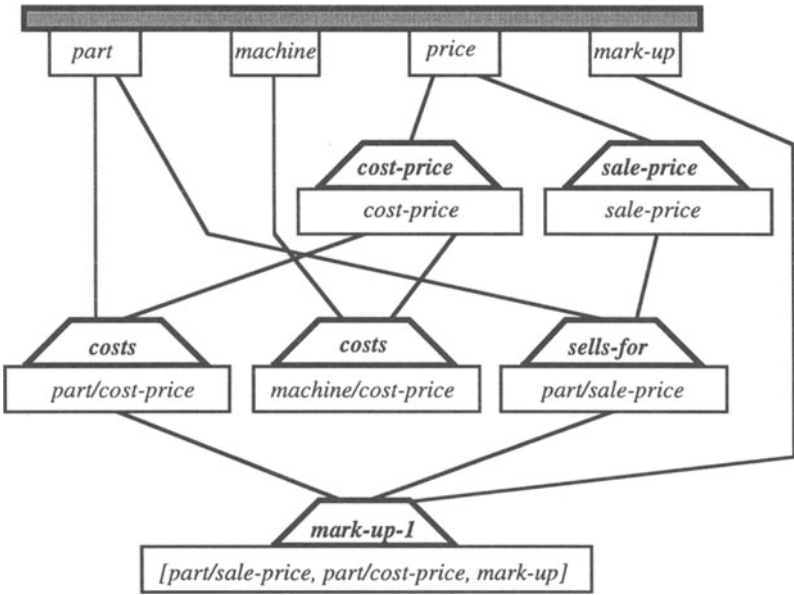 part machine price mark-up
cost-price sale-price
cost-price sale-price
costs costs sells-for
part/cost-price machine/cost-price part/sale-price
mark-up-1
[part/sale-price, part/cost-price, mark-up]